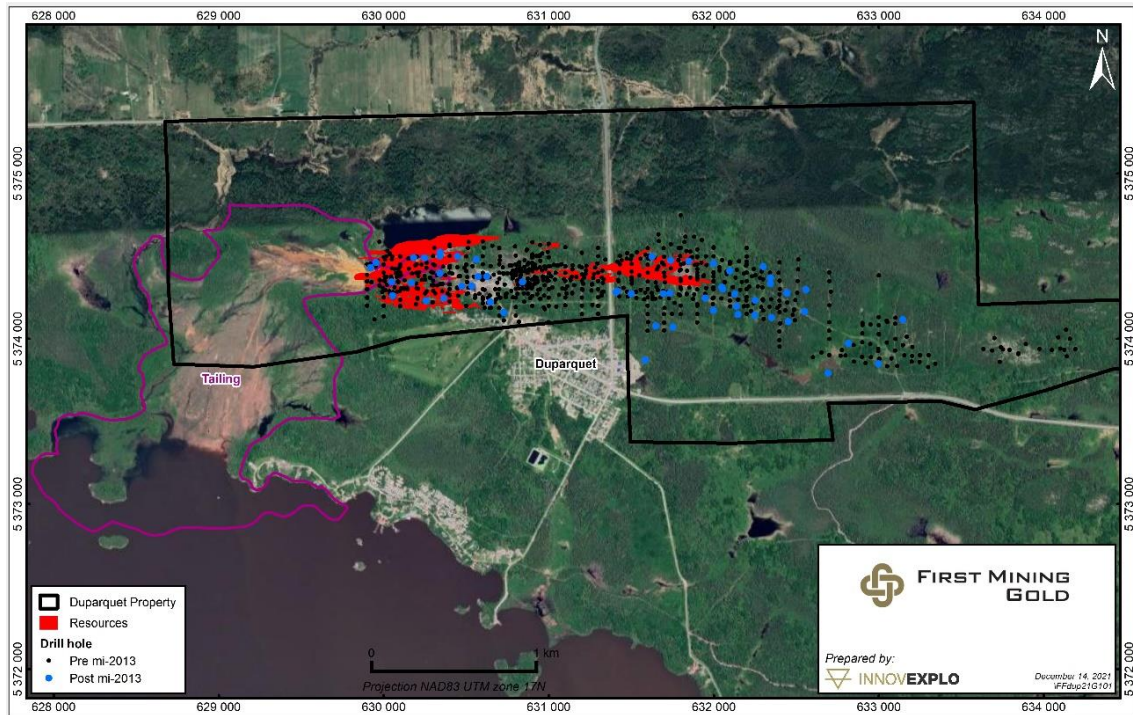 628 000 629 000 630 000 631 000 632 000 633 000 634 000
N
5 375 000 5 375 000
5 374 000 5 374 000
Tailing
Duparquet
5 373 000 5 373 000
FIRST MINING
GOLD
Duparquet Property
Resources
Drill hole
Pre mi-2013
Post mi-2013
0 1 km
Projection NAD83 UTM zone 17N
Prepared by:
INNOVEXPLO
December 14, 2021
5 372 000 5 372 000
628 000 629 000 630 000 631 000 632 000 633 000 634 000